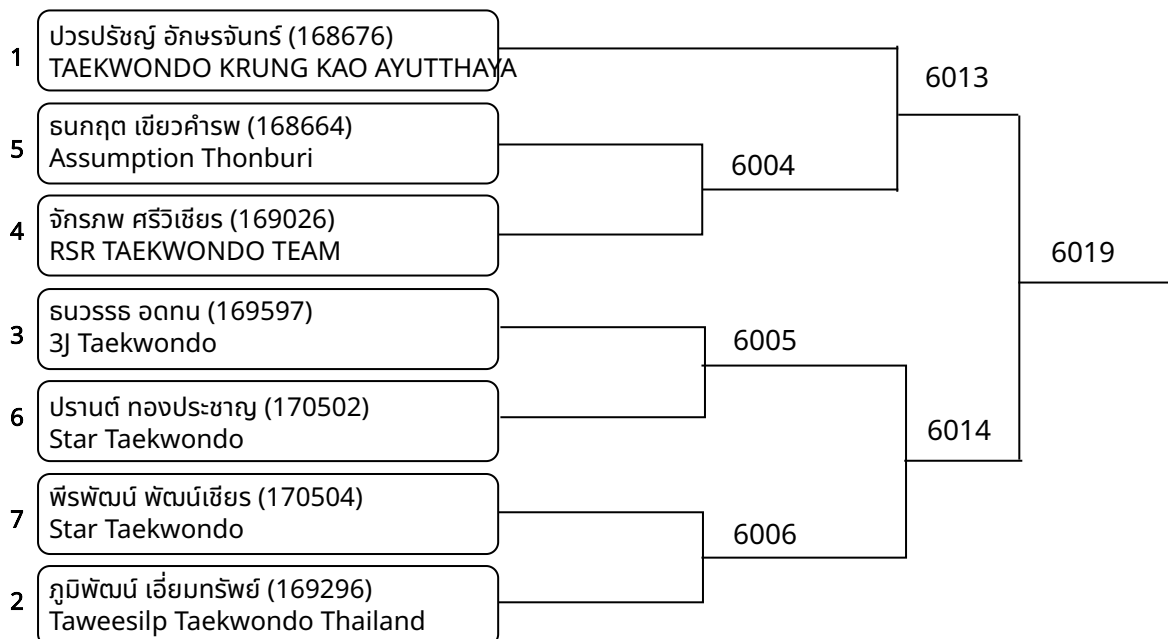 1
ปวรปรัชญ์ อักษรจันทร์ (168676)
TAEKWONDO KRUNG KAO AYUTTHAYA
6013
5
ธนกฤต เขียวคำรพ (168664)
Assumption Thonburi
6004
4
จักรภพ ศรีวิเชียร (169026)
RSR TAEKWONDO TEAM
6019
3
ธนวรรธ อดทน (169597)
3J Taekwondo
6005
6
ปรานต์ ทองประชาญ (170502)
Star Taekwondo
6014
7
พีรพัฒน์ พัฒน์เชียร (170504)
Star Taekwondo
6006
2
ภูมิพัฒน์ เอี่ยมทรัพย์ (169296)
Taweesilp Taekwondo Thailand